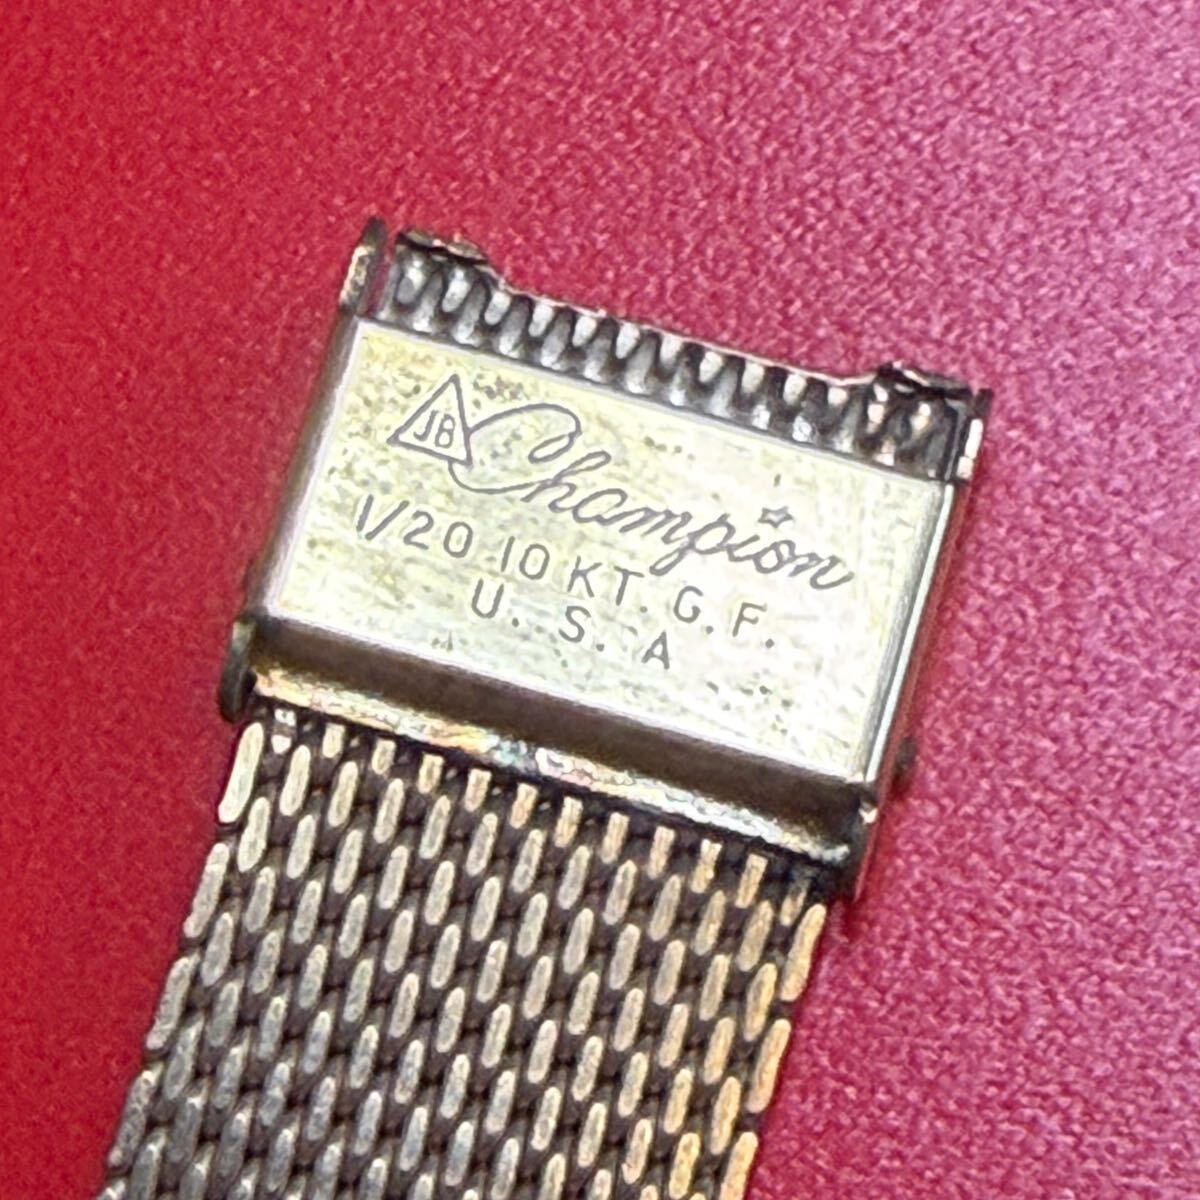 JB Champion
1/20 10 KT. G. F.
U. S. A